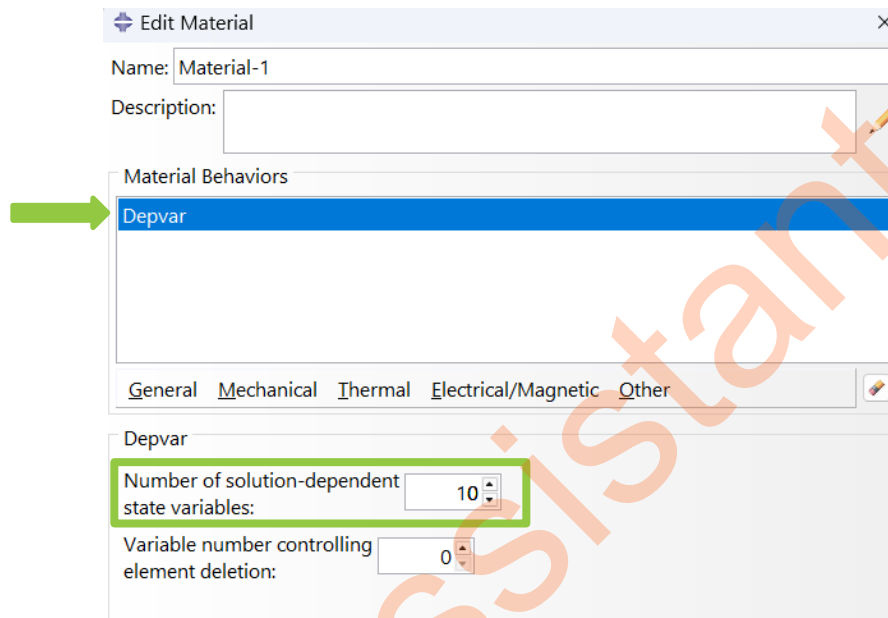 Edit Material
Name: Material-1
Description:
Material Behaviors
Depvar
General Mechanical Thermal Electrical/Magnetic Other
Depvar
Number of solution-dependent
state variables:
10
Variable number controlling
element deletion:
0
ssistant